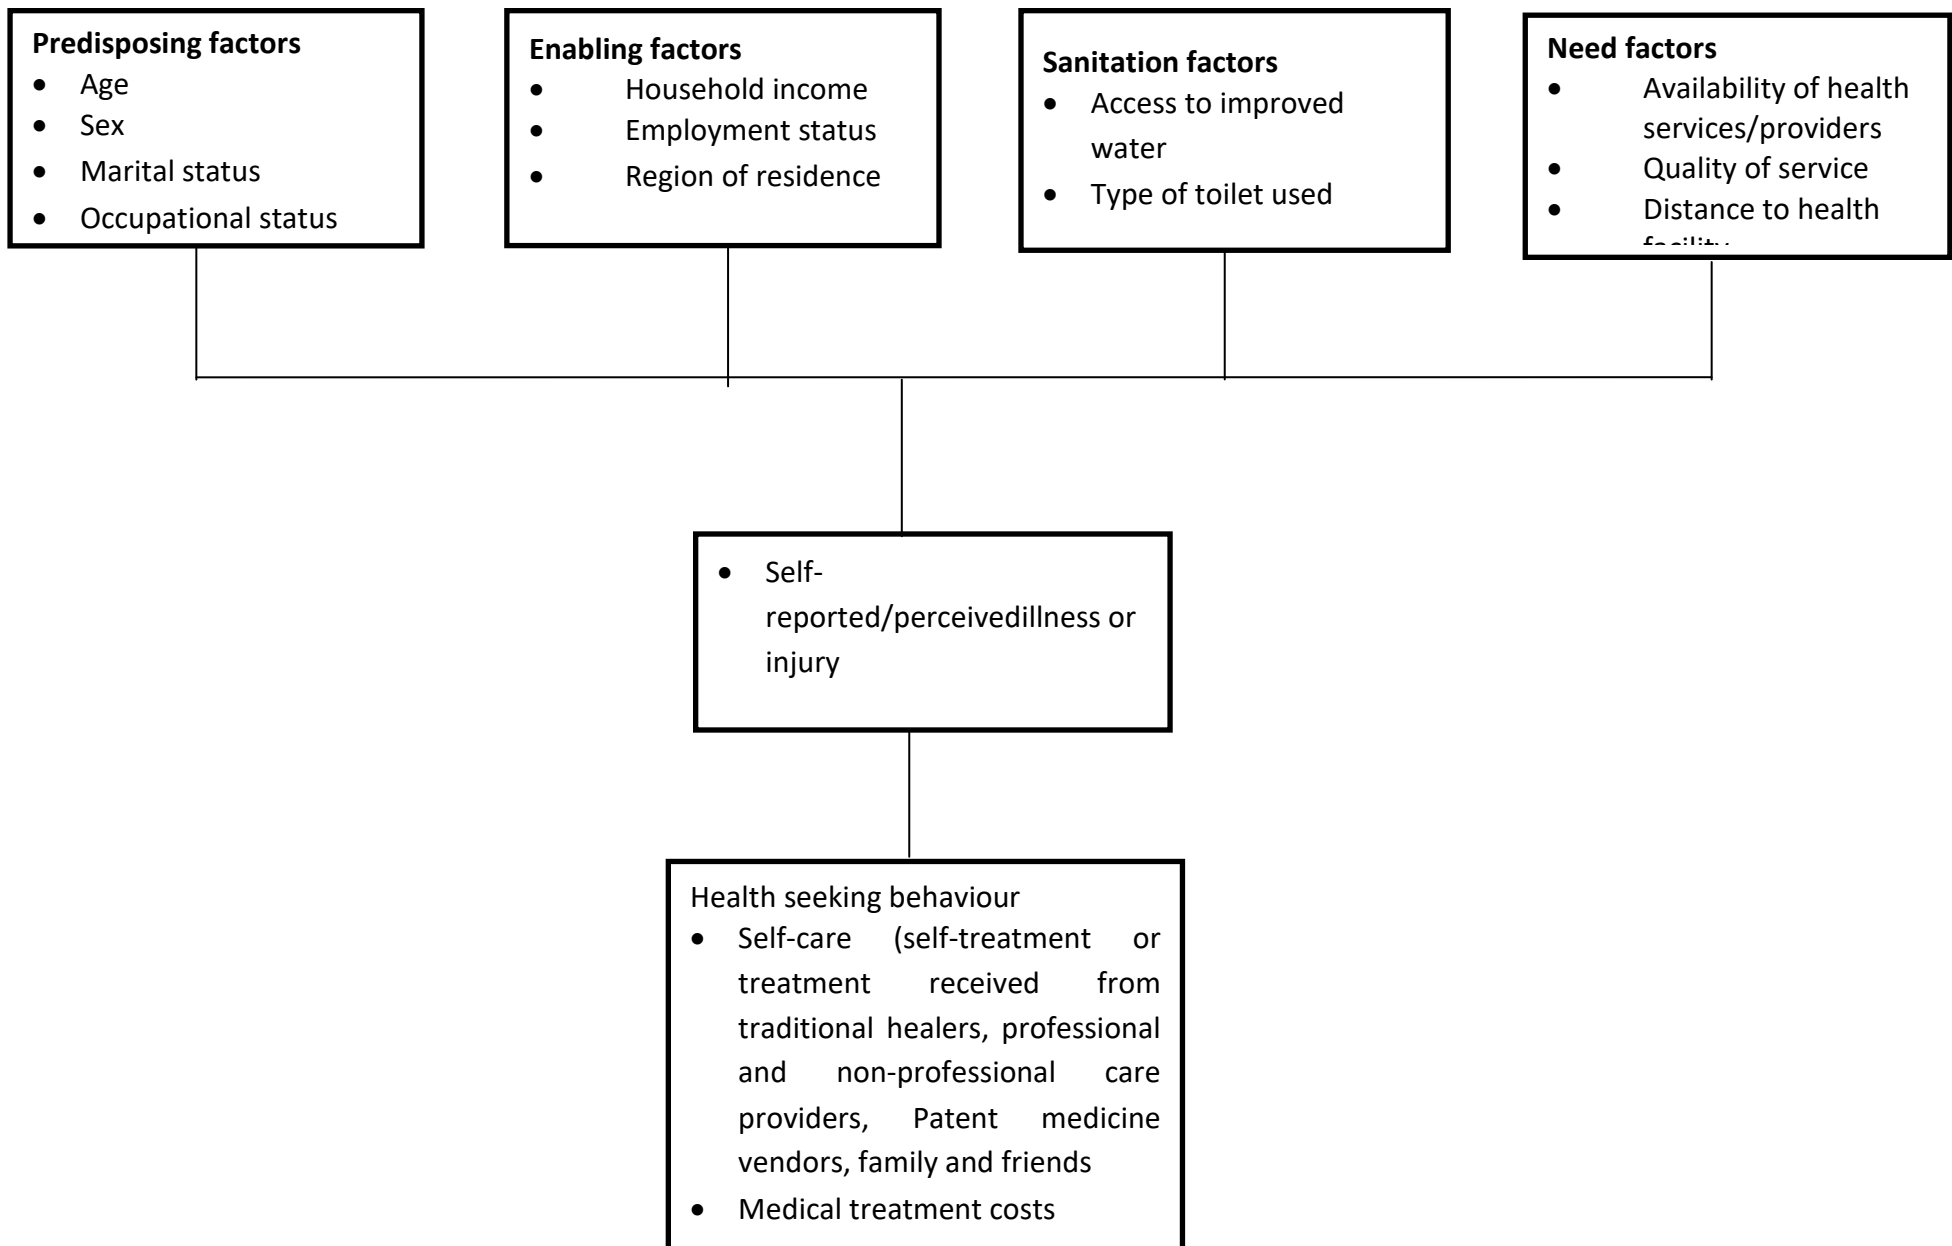 Predisposing factors
• Age
• Sex
• Marital status
• Occupational status
Enabling factors
• Household income
• Employment status
• Region of residence
Sanitation factors
• Access to improved
water
• Type of toilet used
Need factors
• Availability of health
services/providers
• Quality of service
• Distance to health
• Self-
reported/perceivedillness or
injury
Health seeking behaviour
• Self-care (self-treatment or
treatment received from
traditional healers, professional
and non-professional care
providers, Patent medicine
vendors, family and friends
• Medical treatment costs